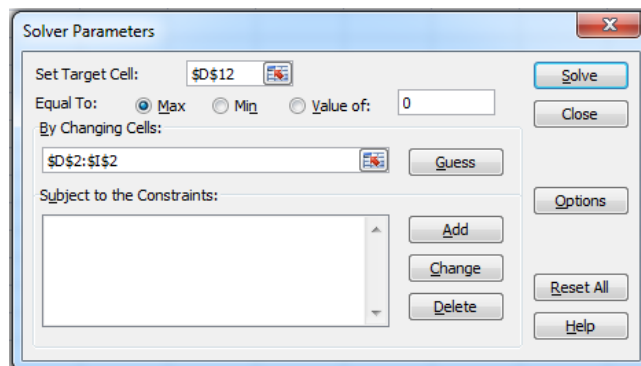 Solver Parameters
Set Target Cell: $D$12 Solve
Equal To: Max Min Value of: 0 Close
By Changing Cells:
$D$2:$I$2 Guess
Subject to the Constraints: Options
Add
Change
Reset All
Delete
Help